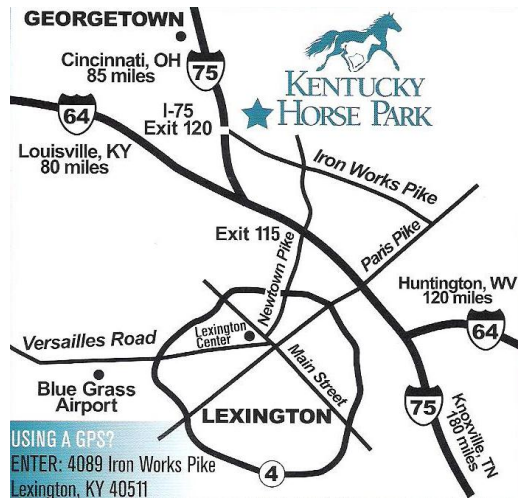 GEORGETOWN
Cincinnati, OH
85 miles
75
I-75
Exit 120
KENTUCKY
HORSE PARK
64
Louisville, KY
80 miles
Iron Works Pike
Exit 115
Newtown Pike
Paris Pike
Huntington, WV
120 miles
64
Versailles Road
Lexington
Center
Main Street
Blue Grass
Airport
LEXINGTON
75
Knoxville, TN
180 miles
4
USING A GPS?
ENTER: 4089 Iron Works Pike
Lexington, KY 40511